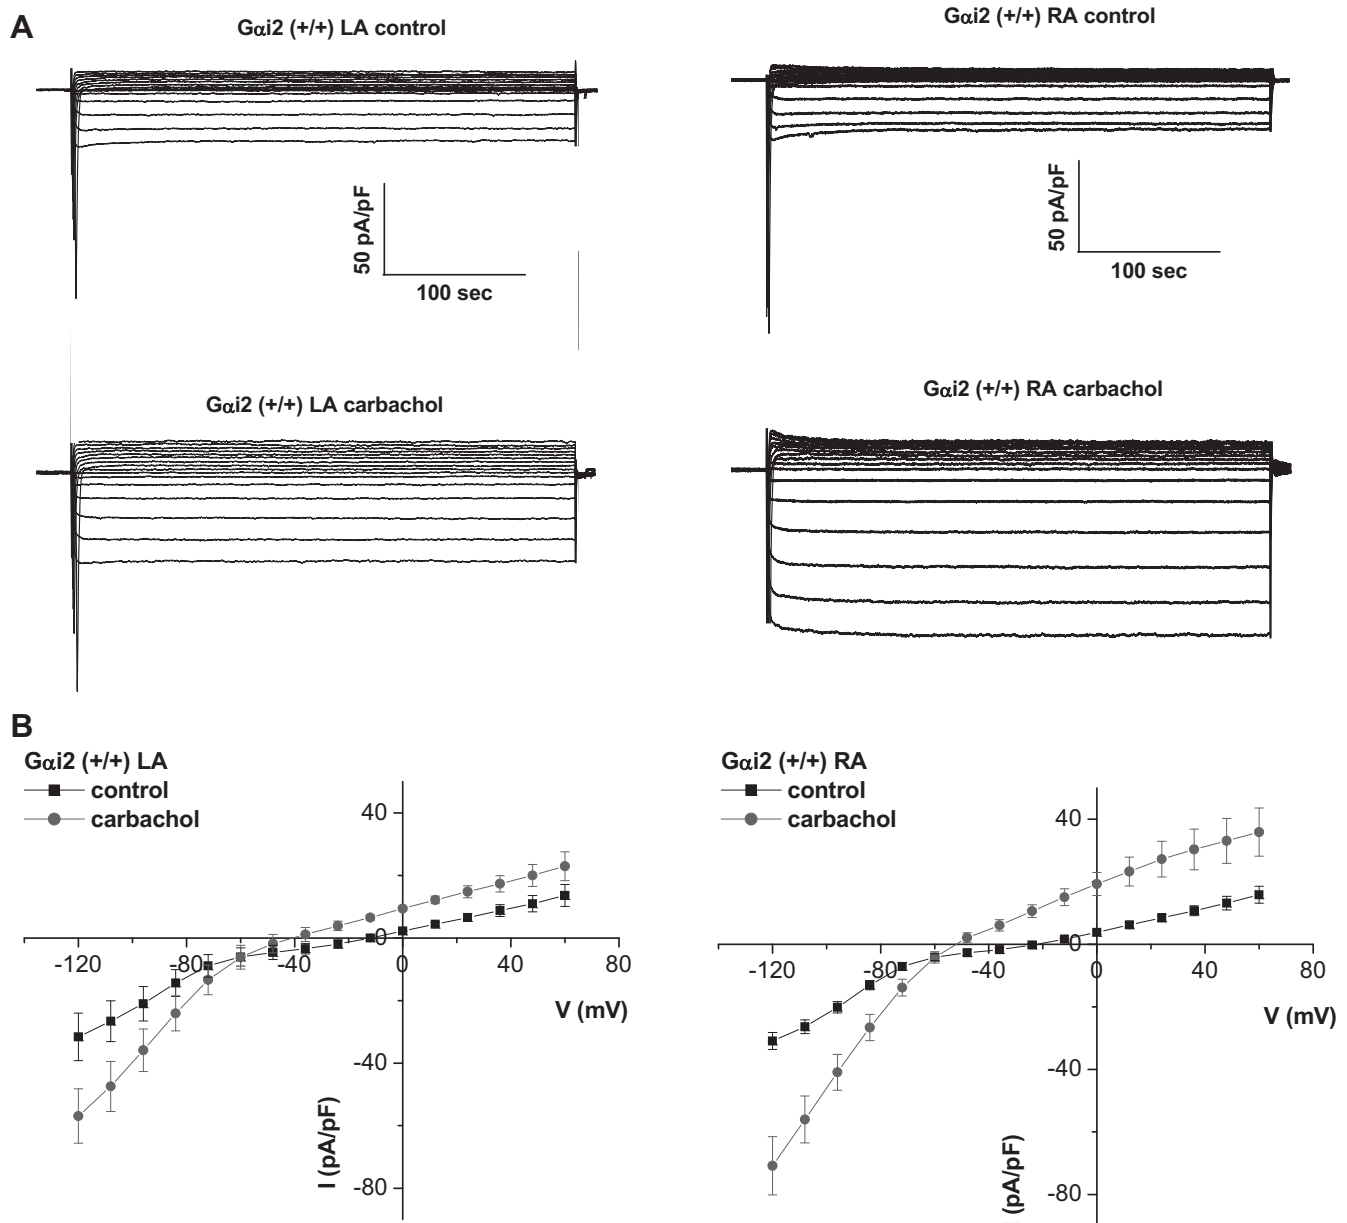 A
Gαi2 (+/+) LA control
Gαi2 (+/+) RA control
50 pA/pF
100 sec
50 pA/pF
100 sec
Gαi2 (+/+) LA carbachol
Gαi2 (+/+) RA carbachol
B
Gαi2 (+/+) LA
control
carbachol
40
-120 -80 -40 0 40 80
V (mV)
-40
I (pA/pF)
-80
Gαi2 (+/+) RA
control
carbachol
40
-120 -80 -40 0 40 80
V (mV)
-40
(pA/pF)
-80